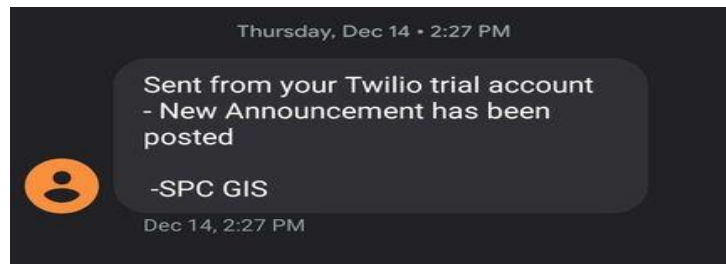 Thursday, Dec 14 • 2:27 PM
Sent from your Twilio trial account
- New Announcement has been
posted
-SPC GIS
Dec 14, 2:27 PM